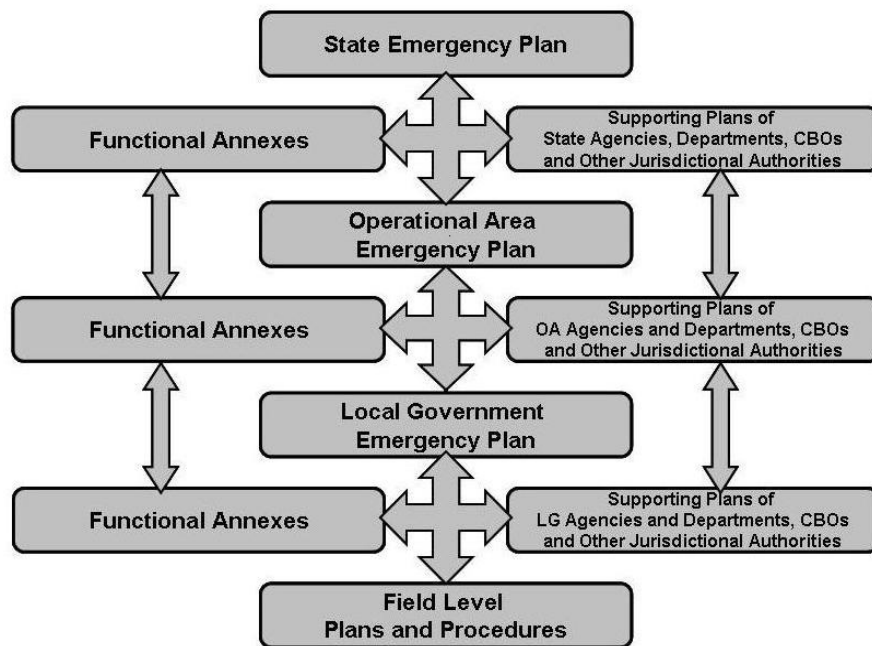 State Emergency Plan
Functional Annexes
Supporting Plans of
State Agencies, Departments, CBOs
and Other Jurisdictional Authorities
Operational Area
Emergency Plan
Functional Annexes
Supporting Plans of
OA Agencies and Departments, CBOs
and Other Jurisdictional Authorities
Local Government
Emergency Plan
Functional Annexes
Supporting Plans of
LG Agencies and Departments, CBOs
and Other Jurisdictional Authorities
Field Level
Plans and Procedures